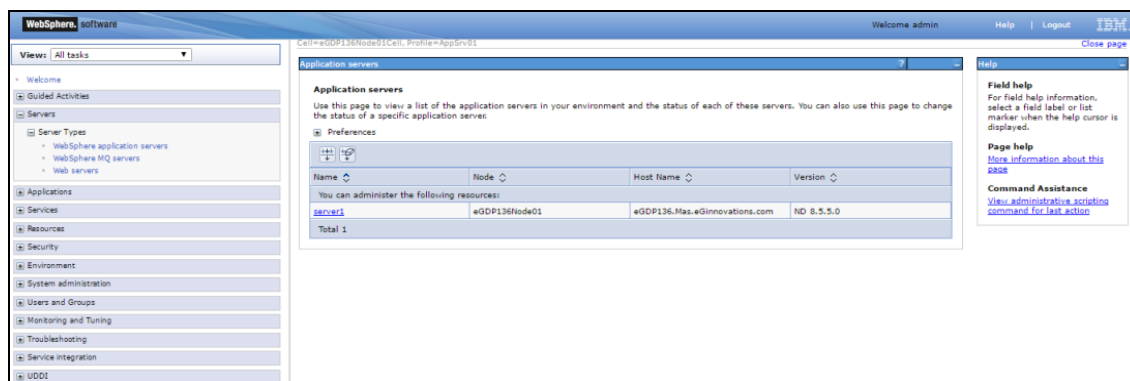 WebSphere. software
Welcome admin
Help | Logout
IBM.
View: All tasks
Cell=eGDP136Node01Cell, Profile=AppSrv01
Close page
Welcome
Guided Activities
Servers
Server Types
WebSphere application servers
WebSphere MQ servers
Web servers
Applications
Services
Resources
Security
Environment
System administration
Users and Groups
Monitoring and Tuning
Troubleshooting
Service integration
UDDI
Application servers
?
Application servers
Use this page to view a list of the application servers in your environment and the status of each of these servers. You can also use this page to change
the status of a specific application server.
Preferences
Name Node Host Name Version
You can administer the following resources:
server1 eGDP136Node01 eGDP136.Mas.eGinnovations.com ND 8.5.5.0
Total 1
Help
Field help
For field help information,
select a field label or list
marker when the help cursor is
displayed.
Page help
More information about this
page
Command Assistance
View administrative scripting
command for last action